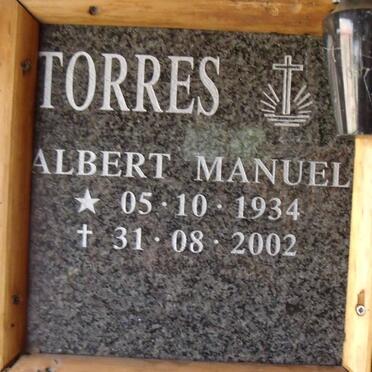 TORRES
ALBERT MANUEL
★ 05·10·1934
✝ 31·08·2002